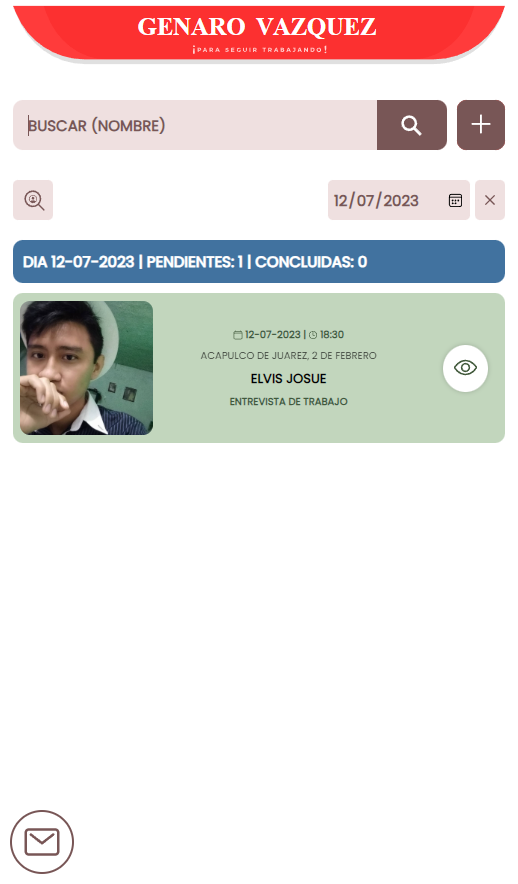 GENARO VAZQUEZ
¡PARA SEGUIR TRABAJANDO!
BUSCAR (NOMBRE)
12/07/2023
DIA 12-07-2023 | PENDIENTES: 1 | CONCLUIDAS: 0
12-07-2023 | 18:30
ACAPULCO DE JUAREZ, 2 DE FEBRERO
ELVIS JOSUE
ENTREVISTA DE TRABAJO